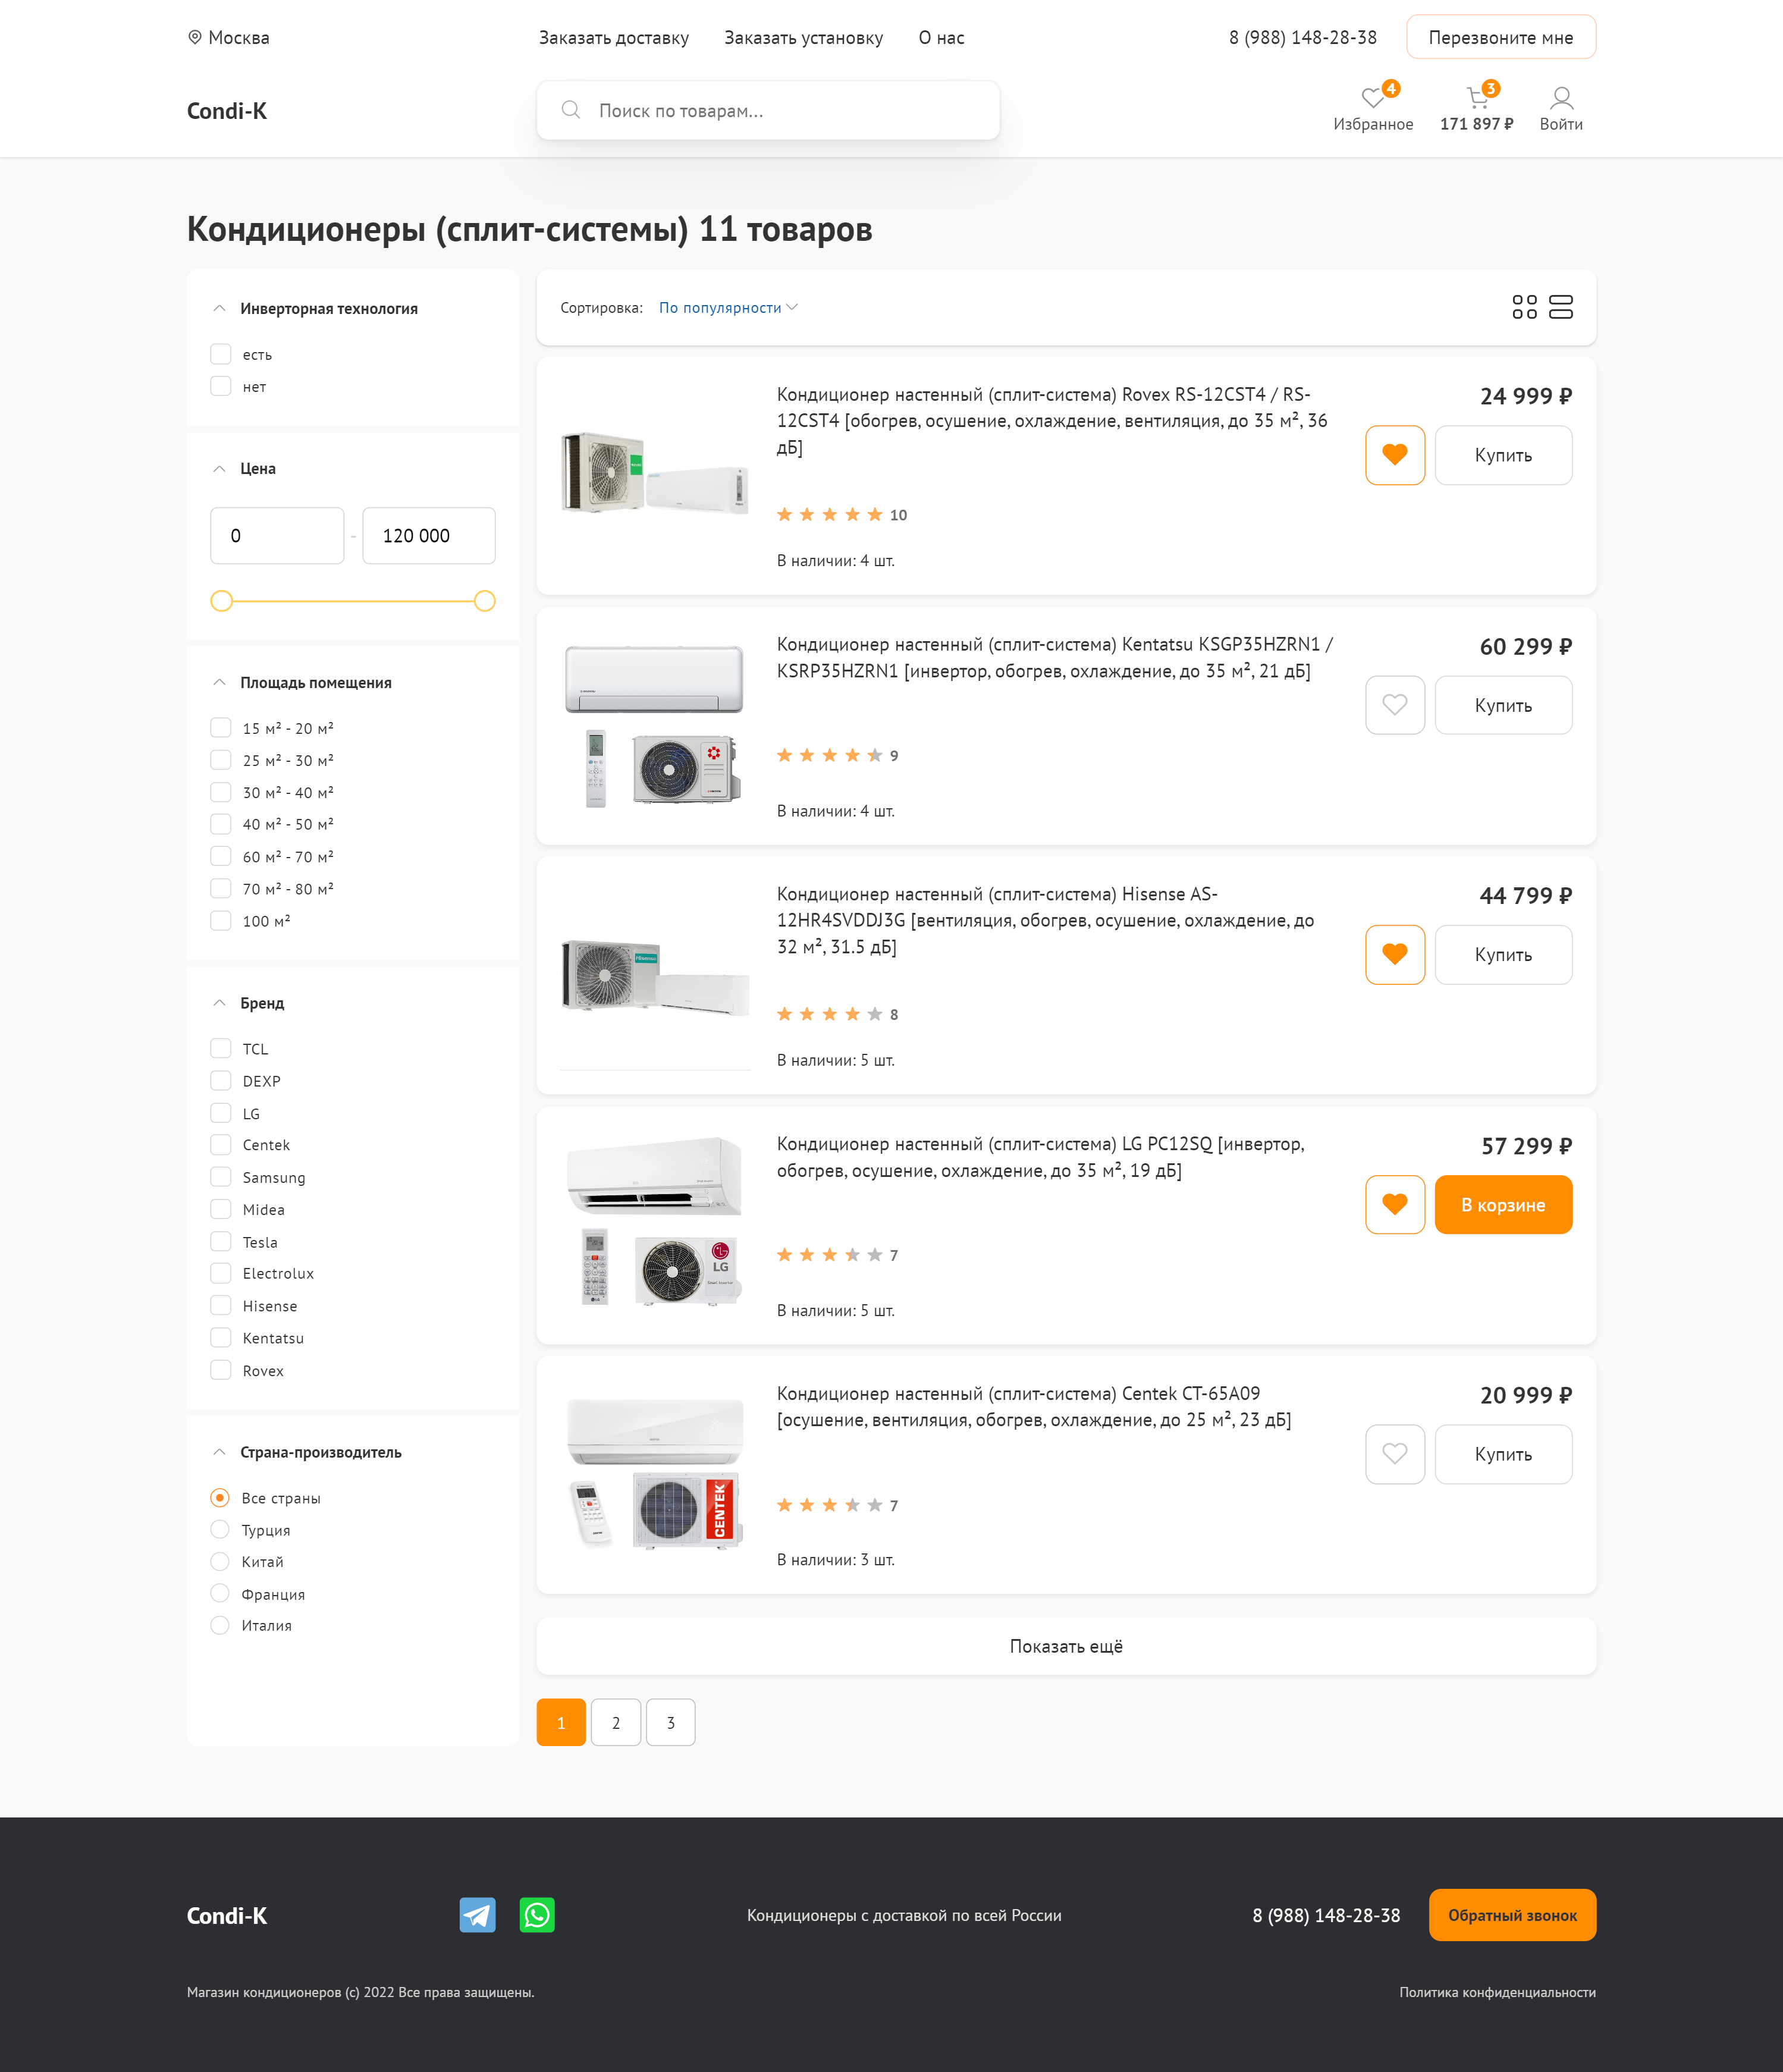 Москва
Заказать доставку
Заказать установку
О нас
8 (988) 148-28-38
Перезвоните мне
Condi-K
Поиск по товарам...
4
Избранное
3
171 897 ₽
Войти
Кондиционеры (сплит-системы) 11 товаров
Инверторная технология
есть
нет
Цена
0
-
120 000
Площадь помещения
15 м² - 20 м²
25 м² - 30 м²
30 м² - 40 м²
40 м² - 50 м²
60 м² - 70 м²
70 м² - 80 м²
100 м²
Бренд
TCL
DEXP
LG
Centek
Samsung
Midea
Tesla
Electrolux
Hisense
Kentatsu
Rovex
Страна-производитель
Все страны
Турция
Китай
Франция
Италия
Сортировка: По популярности
Кондиционер настенный (сплит-система) Rovex RS-12CST4 / RS-
12CST4 [обогрев, осушение, охлаждение, вентиляция, до 35 м², 36
дБ]
10
В наличии: 4 шт.
24 999 ₽
Купить
Кондиционер настенный (сплит-система) Kentatsu KSGP35HZRN1 /
KSRP35HZRN1 [инвертор, обогрев, охлаждение, до 35 м², 21 дБ]
9
В наличии: 4 шт.
60 299 ₽
Купить
Hisense
Кондиционер настенный (сплит-система) Hisense AS-
12HR4SVDDJ3G [вентиляция, обогрев, осушение, охлаждение, до
32 м², 31.5 дБ]
8
В наличии: 5 шт.
44 799 ₽
Купить
LG
Кондиционер настенный (сплит-система) LG PC12SQ [инвертор,
обогрев, осушение, охлаждение, до 35 м², 19 дБ]
7
В наличии: 5 шт.
57 299 ₽
В корзине
CENTEK
Кондиционер настенный (сплит-система) Centek CT-65A09
[осушение, вентиляция, обогрев, охлаждение, до 25 м², 23 дБ]
7
В наличии: 3 шт.
20 999 ₽
Купить
Показать ещё
1
2
3
Condi-K
Кондиционеры с доставкой по всей России
8 (988) 148-28-38
Обратный звонок
Магазин кондиционеров (c) 2022 Все права защищены.
Политика конфиденциальности